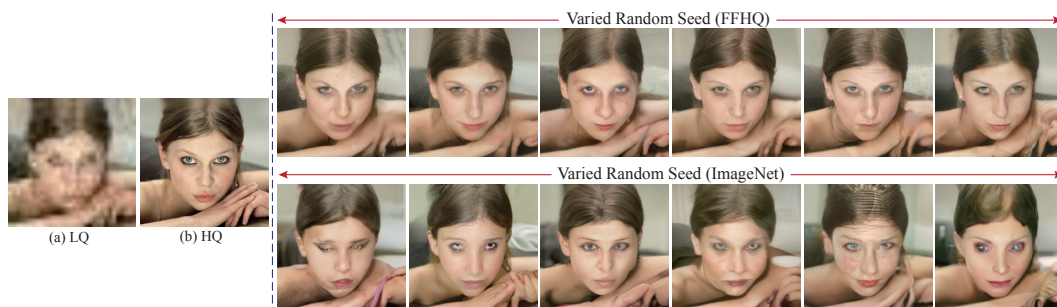 Varied Random Seed (FFHQ)
Varied Random Seed (ImageNet)
(a) LQ
(b) HQ